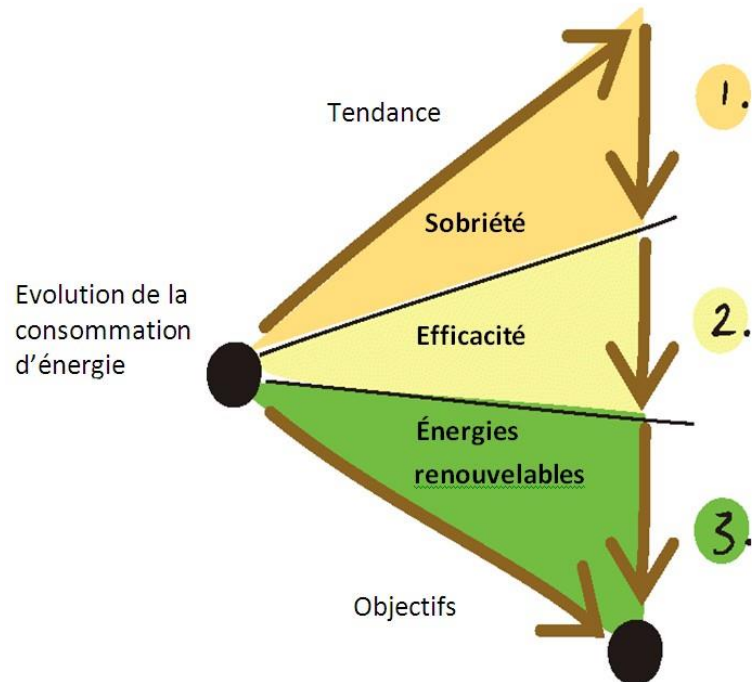 1.
Tendance
Sobriété
Evolution de la
consommation
d'énergie
Efficacité
2.
Énergies
renouvelables
3.
Objectifs